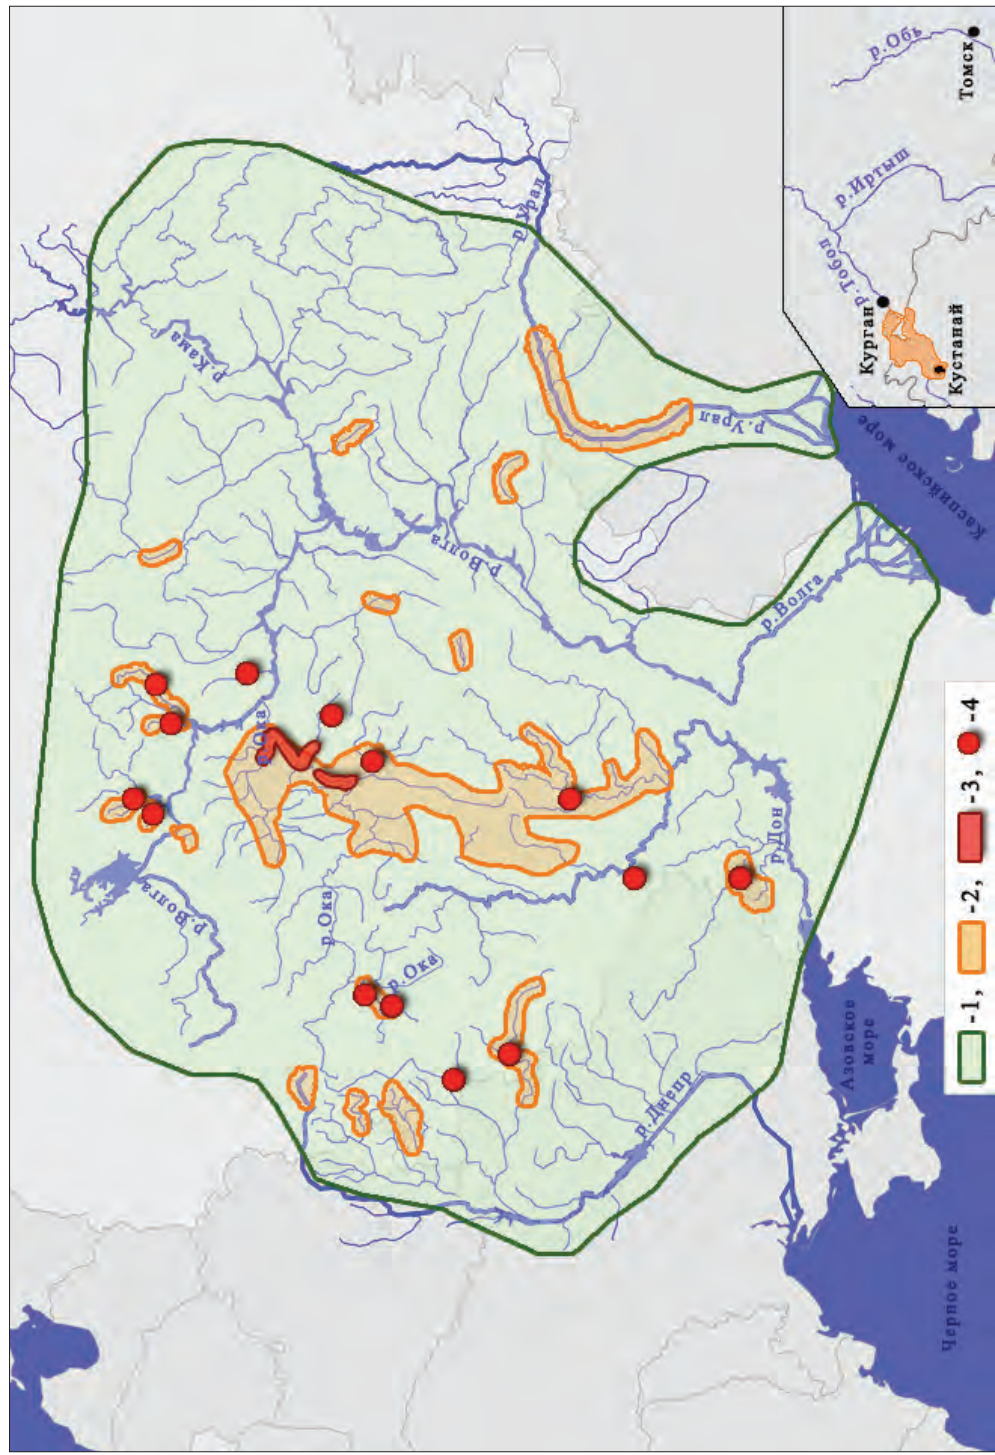 р.Обь
Томск
р.Иртыш
р.Тобол
Курган
Кустанай
р.Кама
р.Урал
р.Урал
Каспийское море
р.Волга
р.Волга
р.Ока
р.Волга
р.Ока
р.Ока
р.Дон
р.Днепр
Азовское
море
Черное море
-1, -2, -3, -4